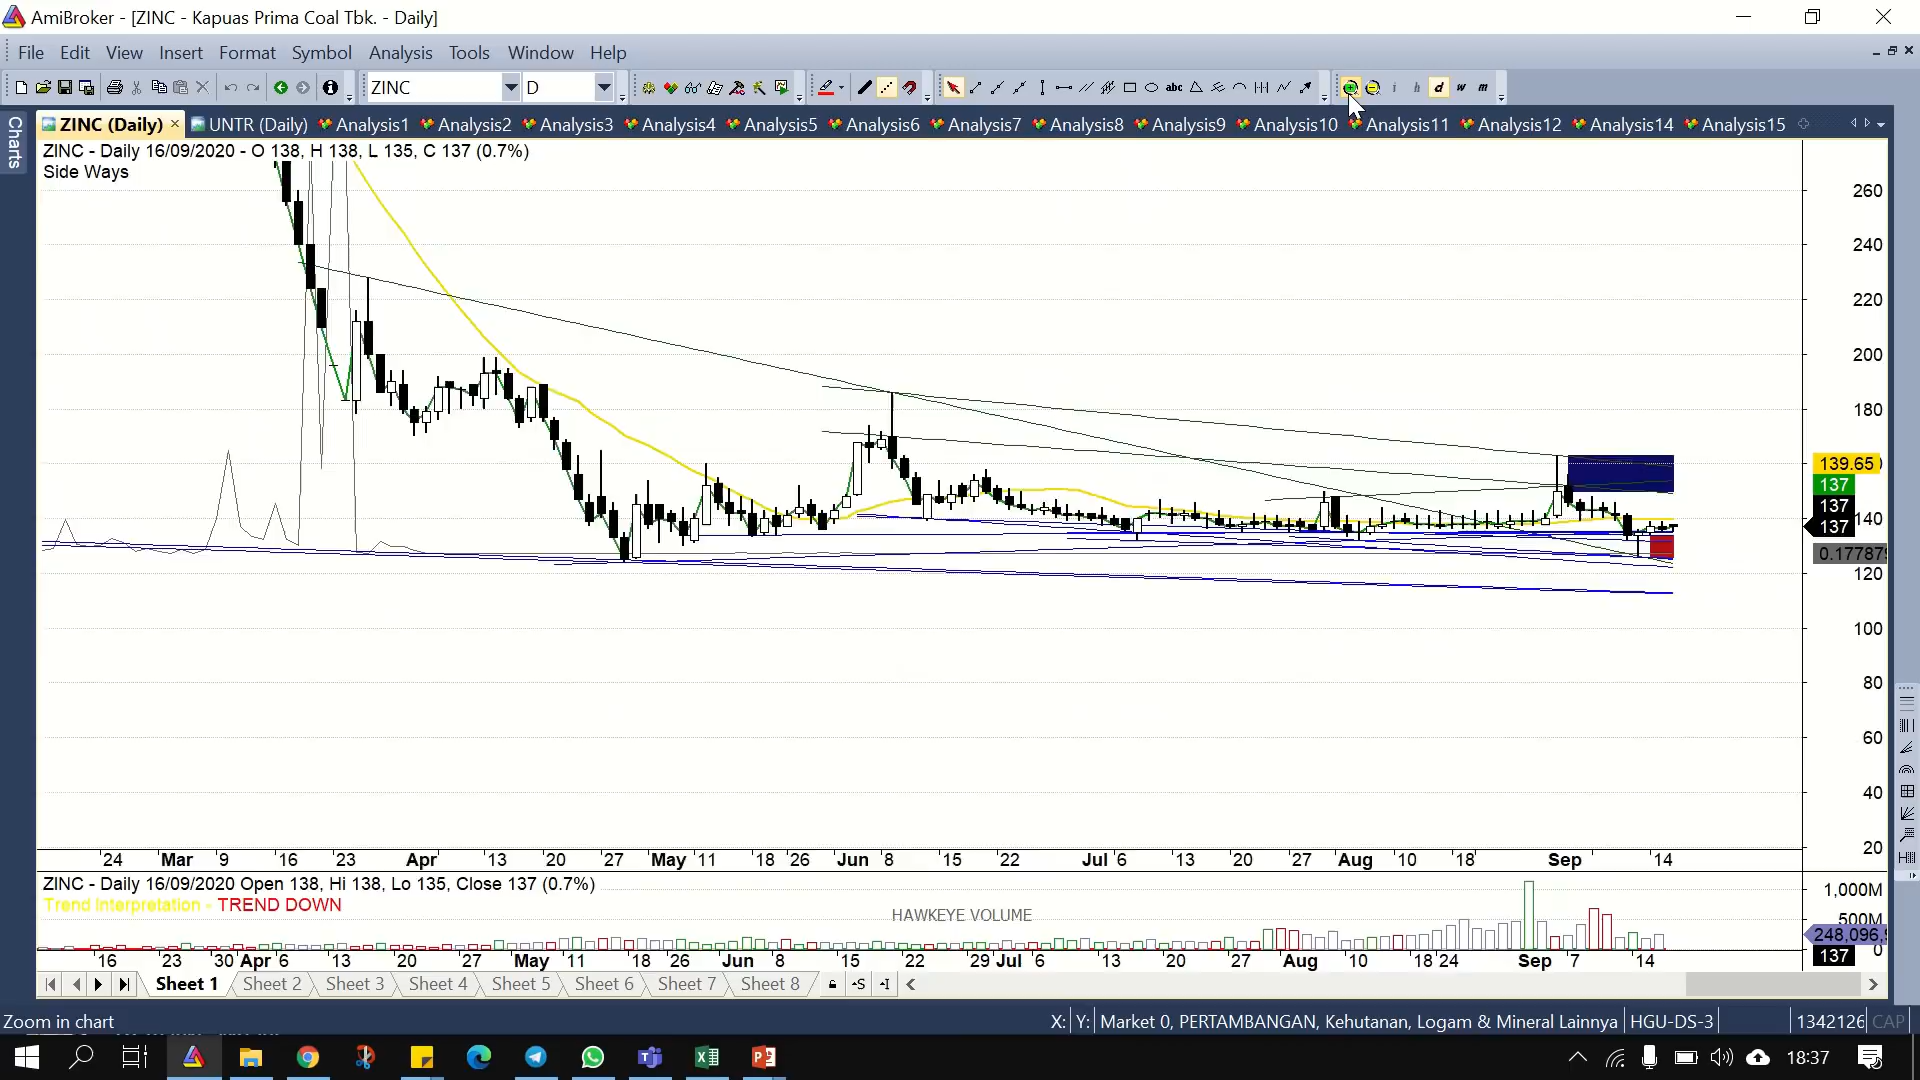 AmiBroker - [ZINC - Kapuas Prima Coal Tbk. - Daily]
File Edit View Insert Format Symbol Analysis Tools Window Help
ZINC D abc i h d w m
Charts
ZINC (Daily) UNTR (Daily) Analysis1 Analysis2 Analysis3 Analysis4 Analysis5 Analysis6 Analysis7 Analysis8 Analysis9 Analysis10 Analysis11 Analysis12 Analysis14 Analysis15
ZINC - Daily 16/09/2020 - O 138, H 138, L 135, C 137 (0.7%)
Side Ways
260
240
220
200
180
139.65
137
137
140
137
0.17787
120
100
80
60
40
20
24 Mar 9 16 23 Apr 13 20 27 May 11 18 26 Jun 8 15 22 Jul 6 13 20 27 Aug 10 18 Sep 14
ZINC - Daily 16/09/2020 Open 138, Hi 138, Lo 135, Close 137 (0.7%)
Trend Interpretation - TREND DOWN
HAWKEYE VOLUME
1,000M
500M
248,096,
0
137
16 23 30 Apr 6 13 20 27 May 11 18 26 Jun 8 15 22 29 Jul 6 13 20 27 Aug 10 18 24 Sep 7 14
Sheet 1 Sheet 2 Sheet 3 Sheet 4 Sheet 5 Sheet 6 Sheet 7 Sheet 8 S I
Zoom in chart X: Y: Market 0, PERTAMBANGAN, Kehutanan, Logam & Mineral Lainnya HGU-DS-3 1342126 CAP
18:37